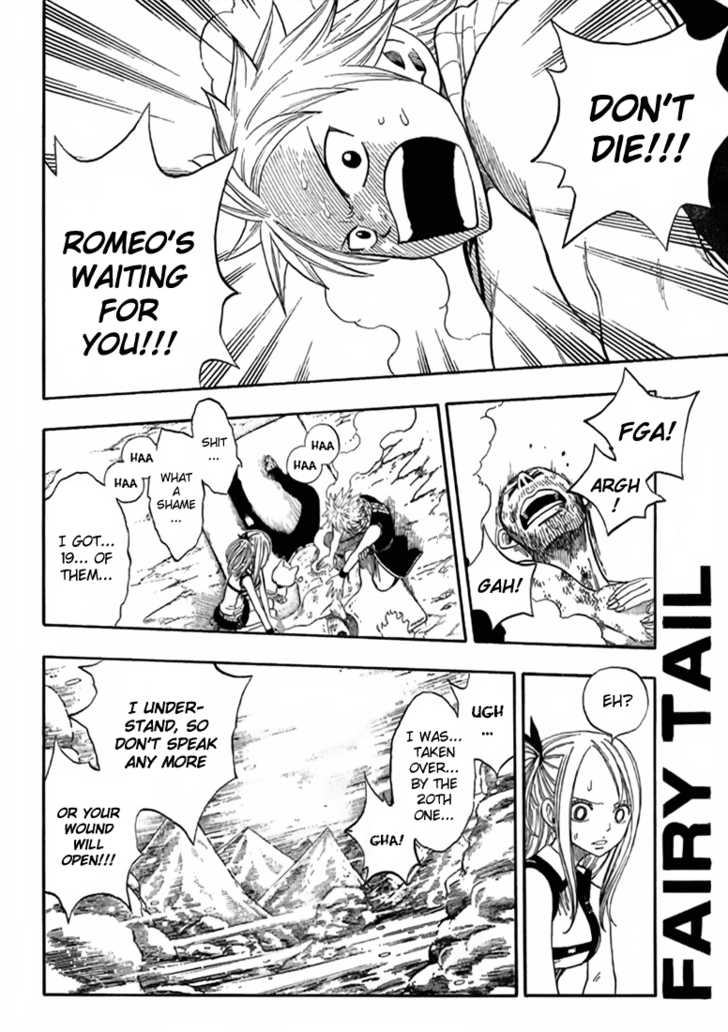 DON'T
DIE!!!
ROMEO'S
WAITING
FOR
YOU!!!
FGA!
ARGH
!
GAH!
HAA
HAA
SHIT
...
WHAT
A
SHAME
...
HAA
HAA
I GOT...
19... OF
THEM...
EH?
UGH
...
I WAS...
TAKEN
OVER...
BY THE
20TH
ONE...
GHA!
I UNDER-
STAND, SO
DON'T SPEAK
ANY MORE
OR YOUR
WOUND
WILL
OPEN!!!
FAIRY TAIL